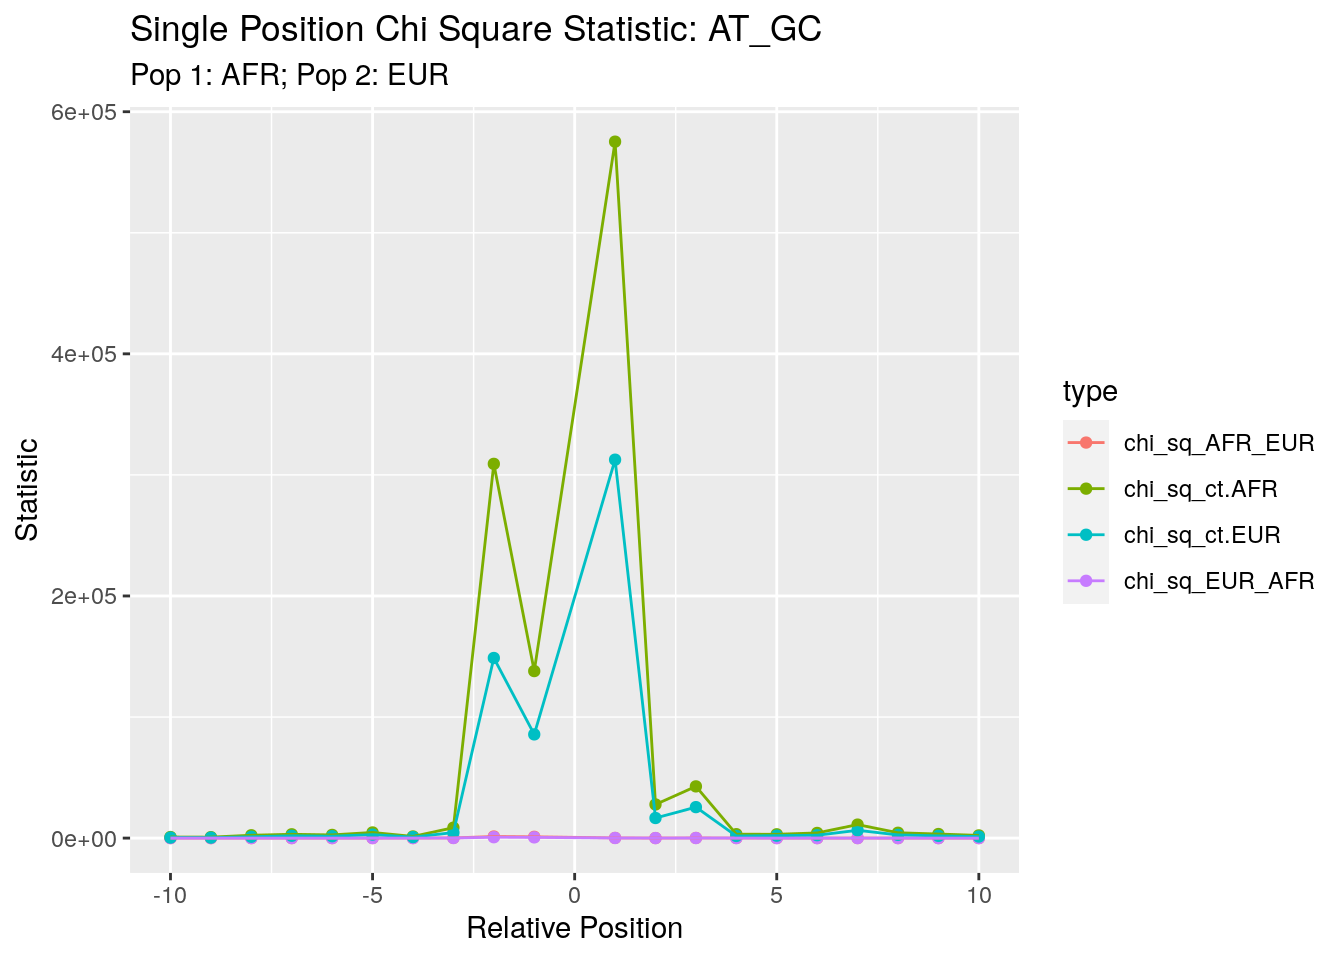 Single Position Chi Square Statistic: AT_GC
Pop 1: AFR; Pop 2: EUR
6e+05
4e+05
2e+05
0e+00
Statistic
-10
-5
0
5
10
Relative Position
type
chi_sq_AFR_EUR
chi_sq_ct.AFR
chi_sq_ct.EUR
chi_sq_EUR_AFR